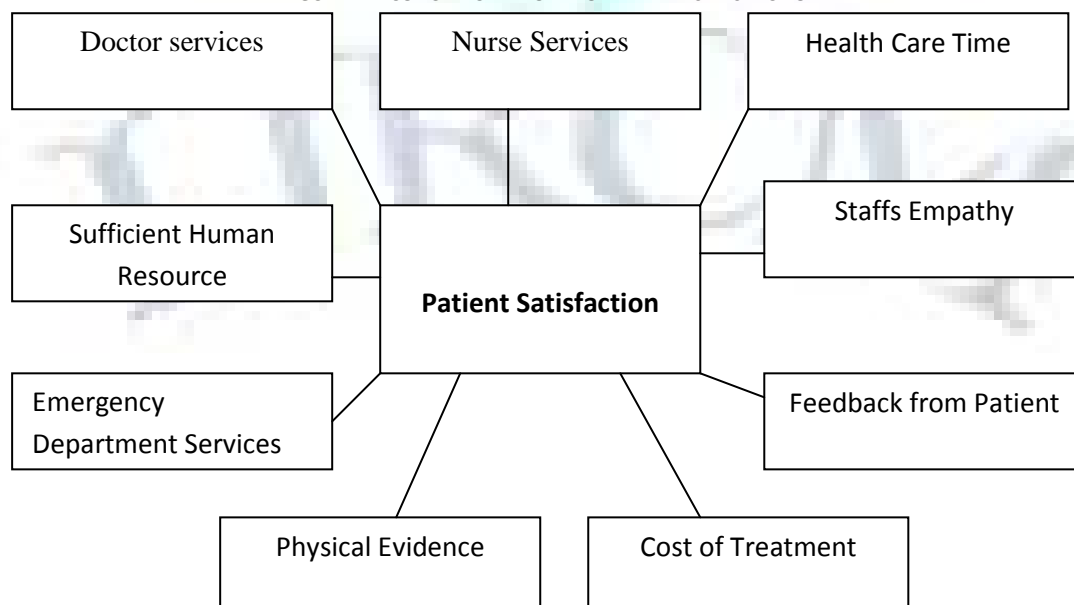 Doctor services
Nurse Services
Health Care Time
Sufficient Human
Resource
Staffs Empathy
Patient Satisfaction
Emergency
Department Services
Feedback from Patient
Physical Evidence
Cost of Treatment